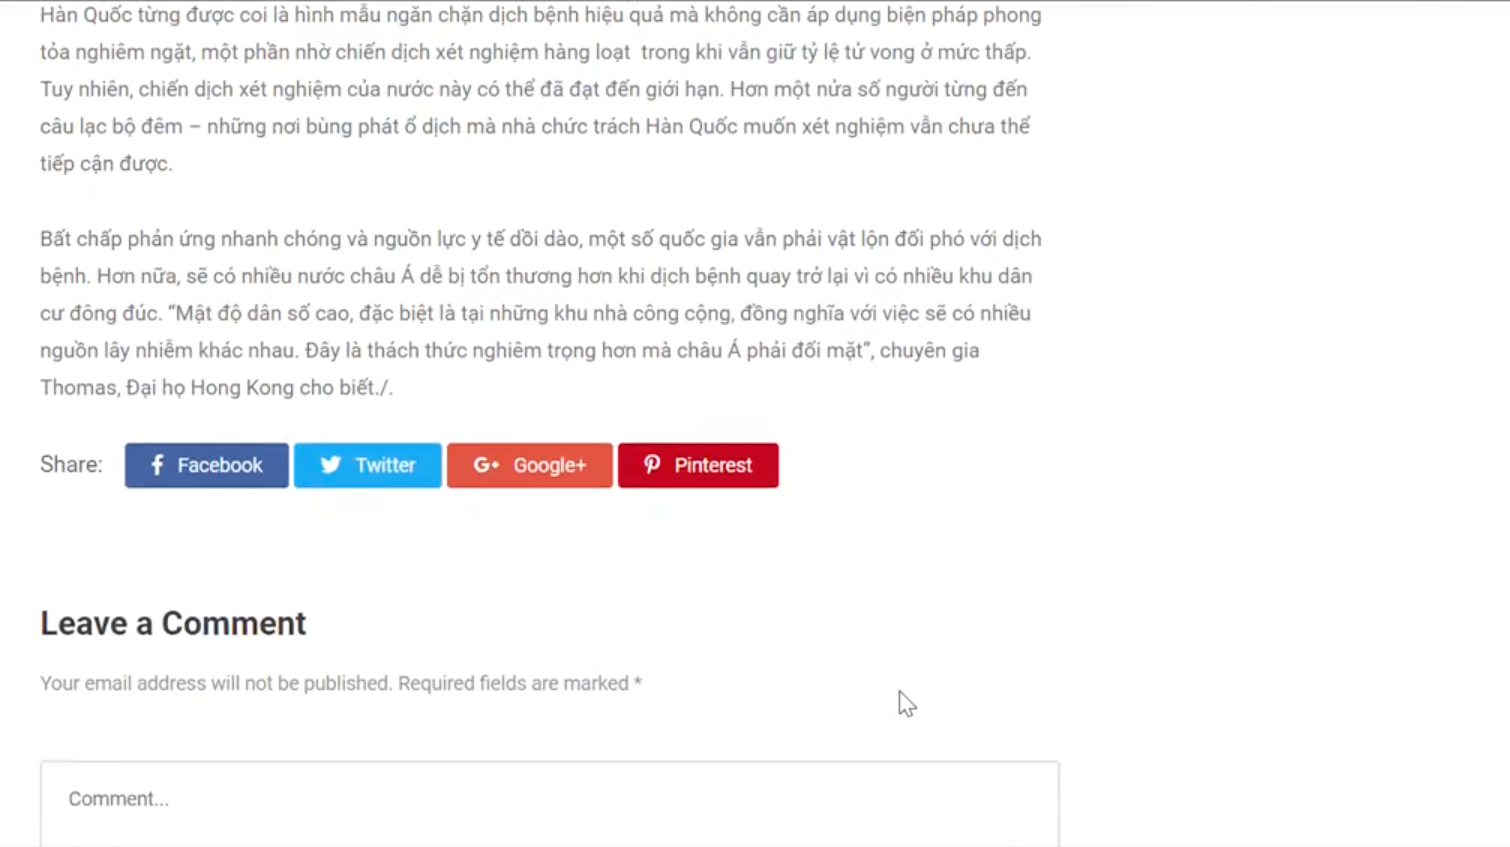 Hàn Quốc từng được coi là hình mẫu ngăn chặn dịch bệnh hiệu quả mà không cần áp dụng biện pháp phong
tỏa nghiêm ngặt, một phần nhờ chiến dịch xét nghiệm hàng loạt  trong khi vẫn giữ tỷ lệ tử vong ở mức thấp.
Tuy nhiên, chiến dịch xét nghiệm của nước này có thể đã đạt đến giới hạn. Hơn một nửa số người từng đến
câu lạc bộ đêm – những nơi bùng phát ổ dịch mà nhà chức trách Hàn Quốc muốn xét nghiệm vẫn chưa thể
tiếp cận được.
Bất chấp phản ứng nhanh chóng và nguồn lực y tế dồi dào, một số quốc gia vẫn phải vật lộn đối phó với dịch
bệnh. Hơn nữa, sẽ có nhiều nước châu Á dễ bị tổn thương hơn khi dịch bệnh quay trở lại vì có nhiều khu dân
cư đông đúc. “Mật độ dân số cao, đặc biệt là tại những khu nhà công cộng, đồng nghĩa với việc sẽ có nhiều
nguồn lây nhiễm khác nhau. Đây là thách thức nghiêm trọng hơn mà châu Á phải đối mặt”, chuyên gia
Thomas, Đại họ Hong Kong cho biết./.
Share: Facebook Twitter G+ Google+ Pinterest
Leave a Comment
Your email address will not be published. Required fields are marked *
Comment...